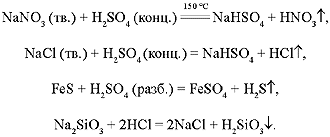 NaNO₃ (тв.) + H₂SO₄ (конц.) =150 °C= NaHSO₄ + HNO₃↑,
NaCl (тв.) + H₂SO₄ (конц.) = NaHSO₄ + HCl↑,
FeS + H₂SO₄ (разб.) = FeSO₄ + H₂S↑,
Na₂SiO₃ + 2HCl = 2NaCl + H₂SiO₃↓.